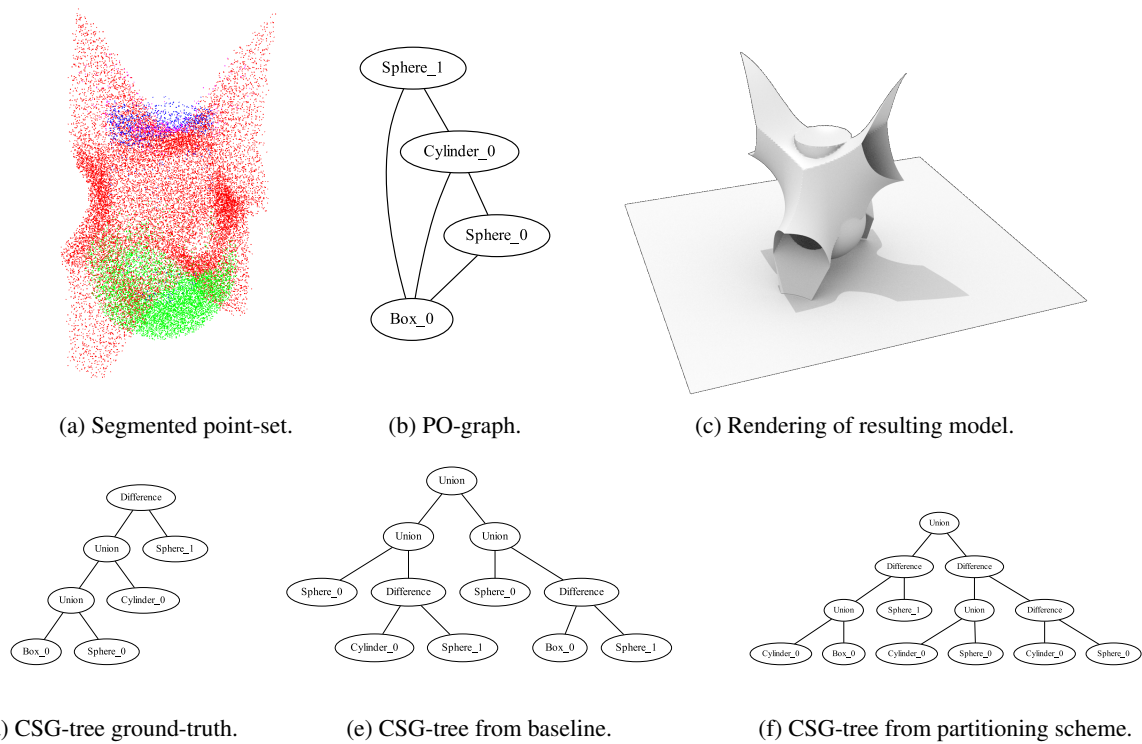 Sphere_1
Cylinder_0
Sphere_0
Box_0
(a) Segmented point-set.
(b) PO-graph.
(c) Rendering of resulting model.
Difference
Union
Sphere_1
Union
Cylinder_0
Box_0
Sphere_0
Union
Union
Union
Sphere_0
Difference
Sphere_0
Difference
Cylinder_0
Sphere_1
Box_0
Sphere_1
Union
Difference
Difference
Union
Sphere_1
Union
Difference
Cylinder_0
Box_0
Cylinder_0
Sphere_0
Cylinder_0
Sphere_0
) CSG-tree ground-truth.
(e) CSG-tree from baseline.
(f) CSG-tree from partitioning scheme.